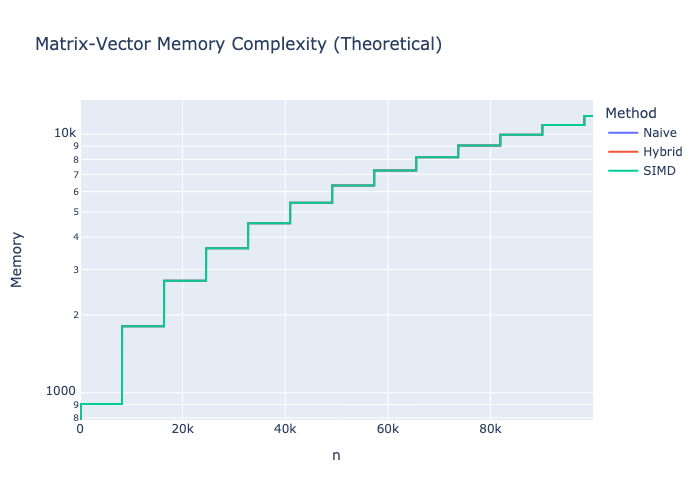 Matrix-Vector Memory Complexity (Theoretical)
Method
Naive
Hybrid
SIMD
Memory
10k
9
8
7
6
5
4
3
2
1000
9
8
0 20k 40k 60k 80k
n